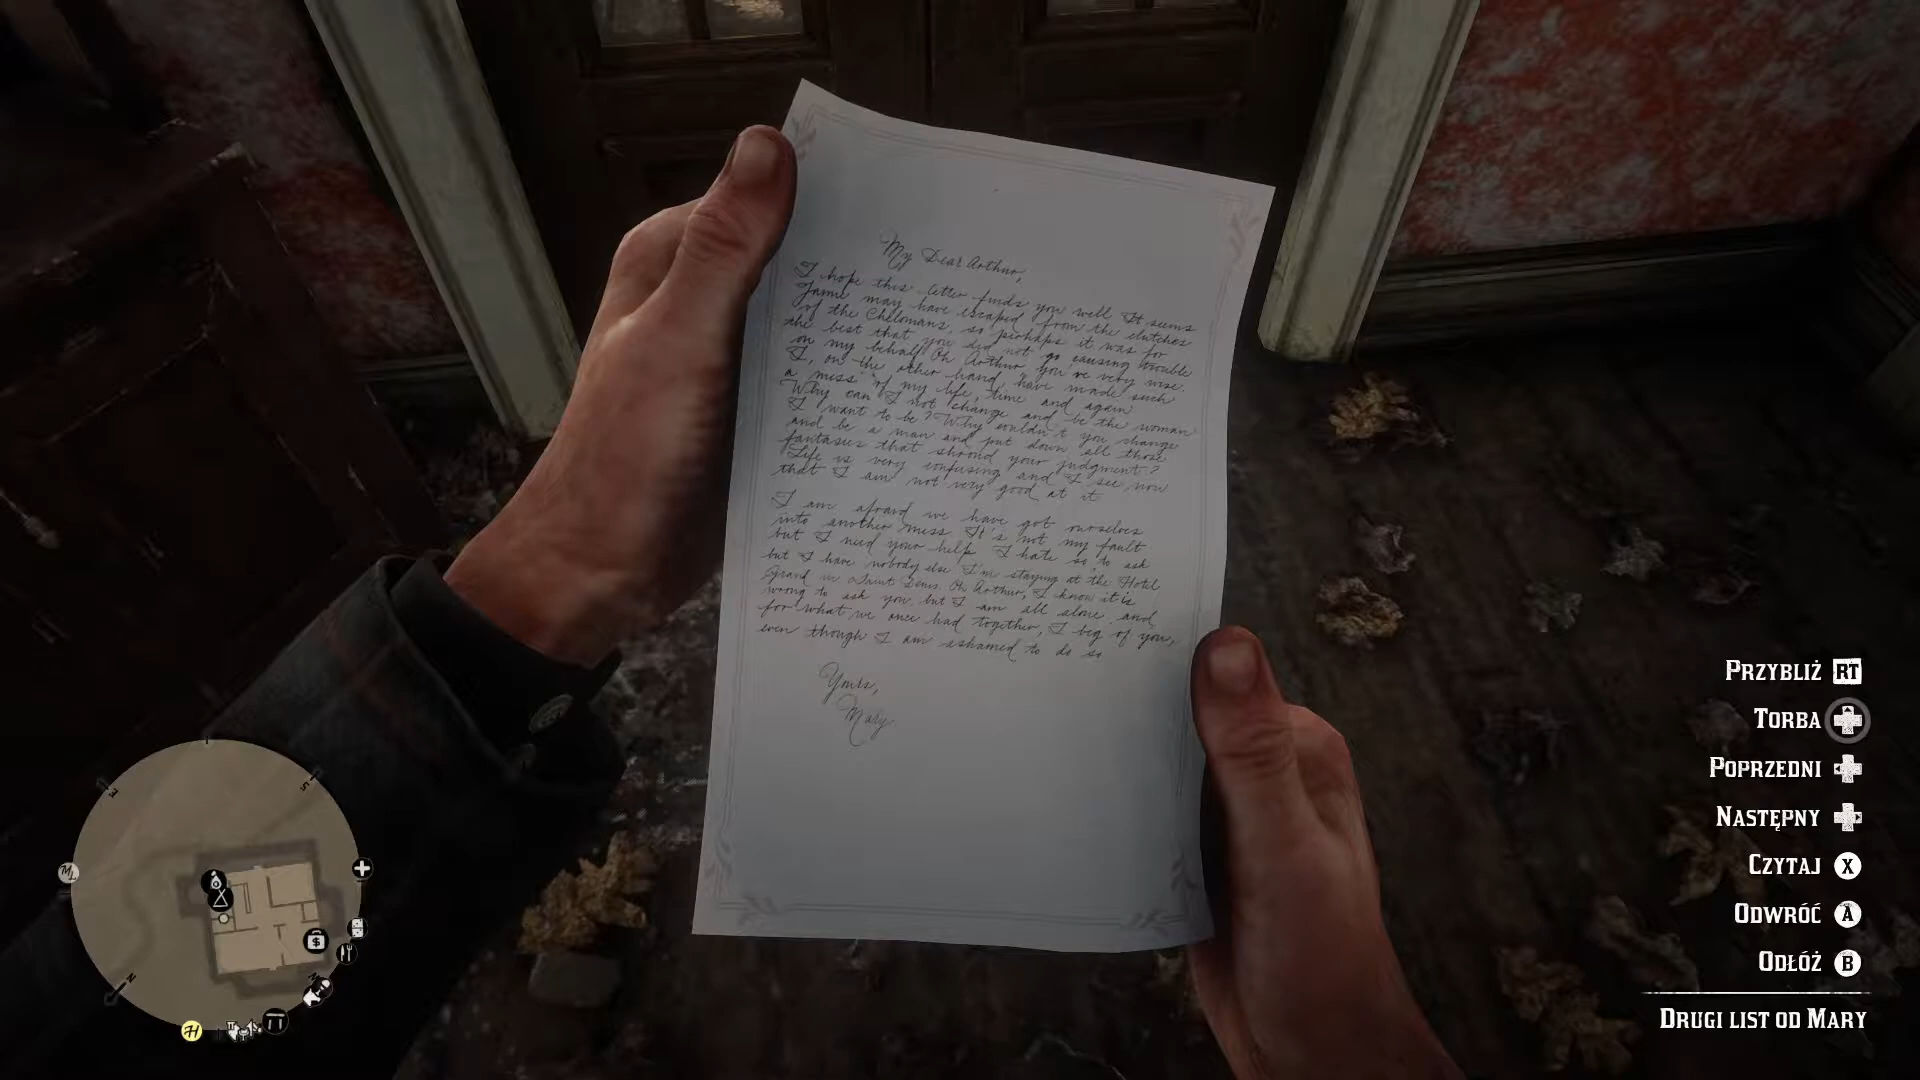 My Dear Arthur,
I hope this letter finds you well. It seems
Jamie may have escaped from the clutches
of the Chelonians, so perhaps it was for
the best that you did not go causing trouble
on my behalf. Oh Arthur you're very wise.
I, on the other hand, have made such
a mess of my life, time and again.
Why can I not change and be the woman
I want to be? Why wouldn't you change
and be a man and put down all those
fantasies that shroud your judgment?
Life is very confusing and I see now
that I am not very good at it
I am afraid we have got ourselves
into another mess. It's not my fault
but I need your help. I hate so to ask
but I have nobody else. I'm staying at the Hotel
Grand in Saint Denis. Oh Arthur, I know it is
wrong to ask you, but I am all alone, and
for what we once had together, I beg of you,
even though I am ashamed to do so
Yours,
Mary.
Przybliż RT
Torba
Poprzedni
Następny
Czytaj X
Odwróć A
Odłóż B
Drugi list od Mary